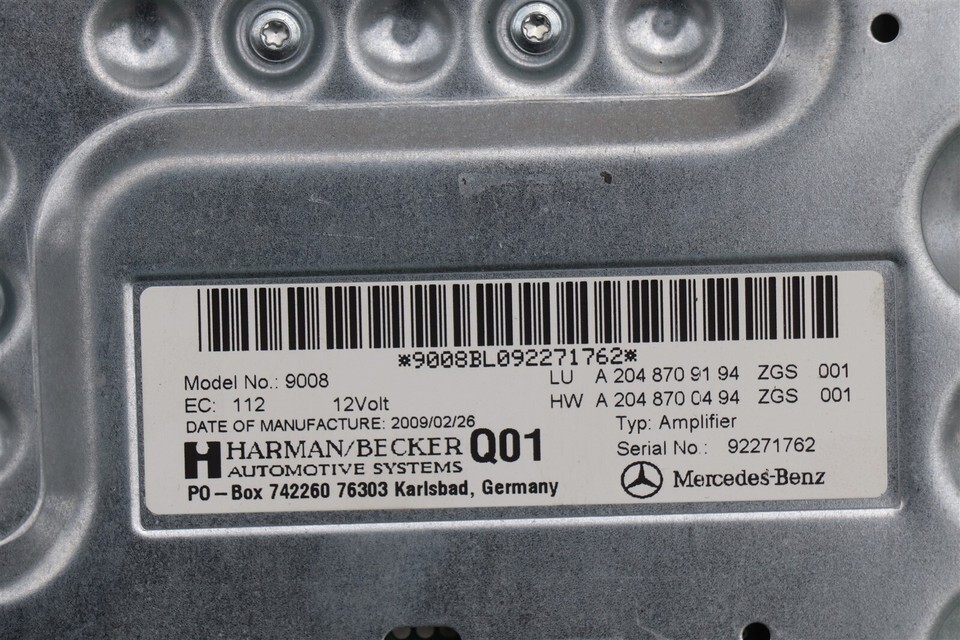 *9008BL092271762*
Model No.: 9008
LU A 204 870 91 94 ZGS 001
EC: 112 12Volt
HW A 204 870 04 94 ZGS 001
DATE OF MANUFACTURE: 2009/02/26
Typ: Amplifier
HARMAN/BECKER Q01
AUTOMOTIVE SYSTEMS
Serial No.: 92271762
PO-Box 742260 76303 Karlsbad, Germany
Mercedes-Benz